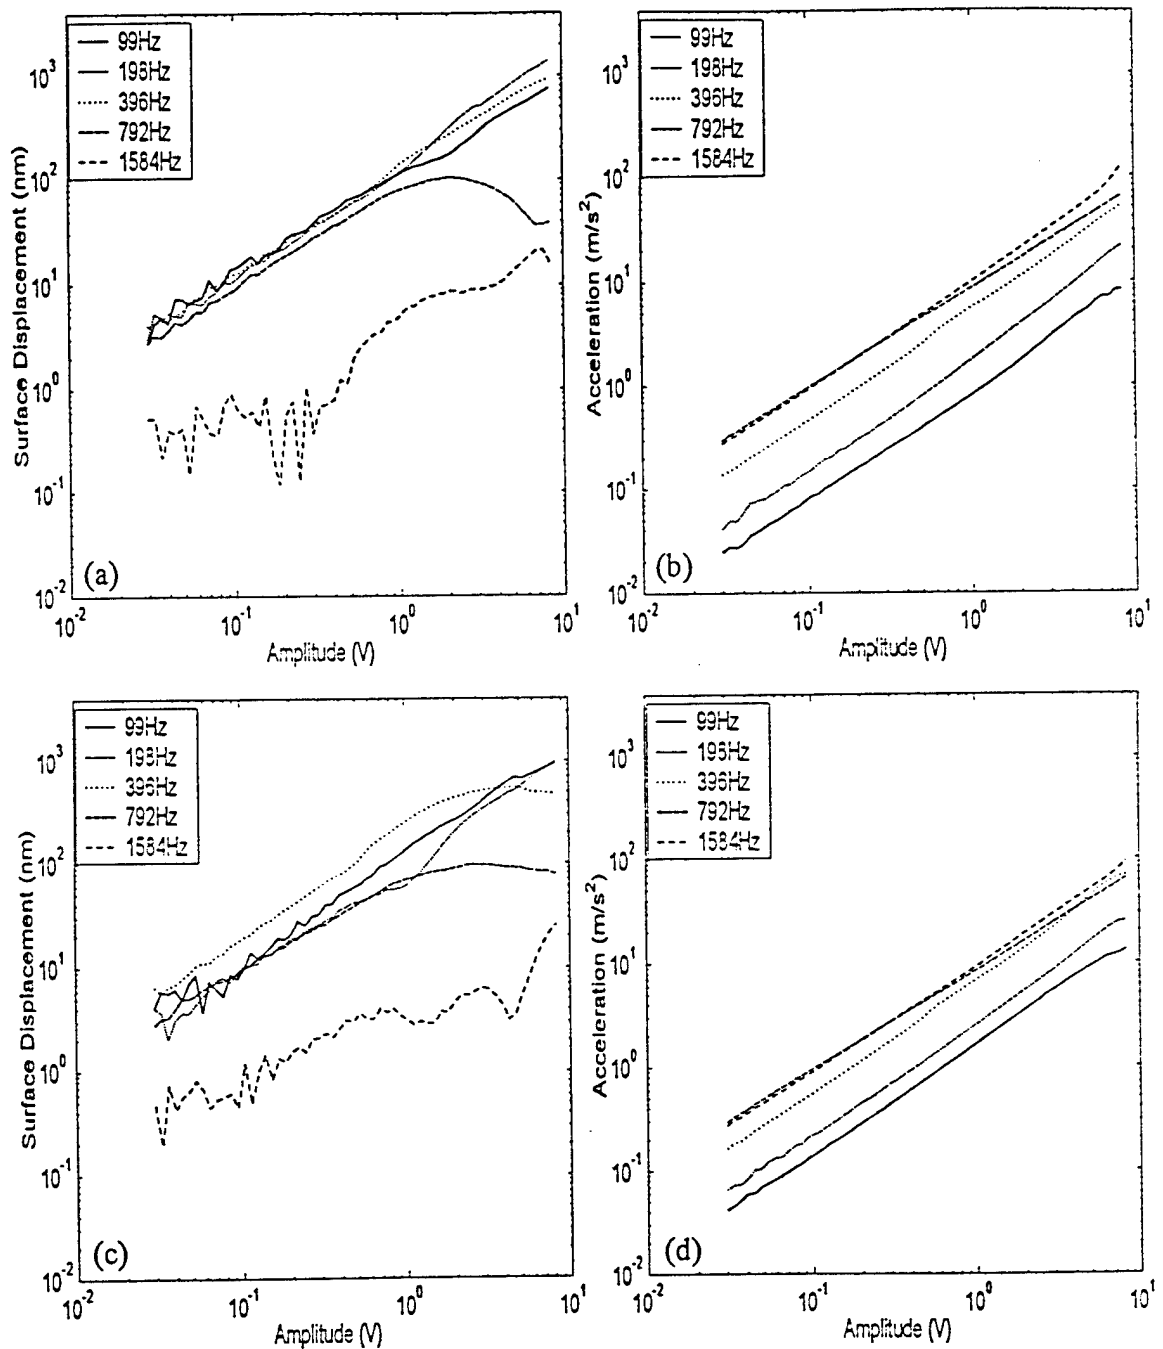 99Hz
198Hz
396Hz
792Hz
1584Hz
10³
10²
10¹
10⁰
10⁻¹
10⁻²
Surface Displacement (nm)
(a)
10⁻² 10⁻¹ 10⁰ 10¹
Amplitude (V)
99Hz
198Hz
396Hz
792Hz
1584Hz
10³
10²
10¹
10⁰
10⁻¹
10⁻²
Acceleration (m/s²)
(b)
10⁻² 10⁻¹ 10⁰ 10¹
Amplitude (V)
99Hz
198Hz
396Hz
792Hz
1584Hz
10³
10²
10¹
10⁰
10⁻¹
10⁻²
Surface Displacement (nm)
(c)
10⁻² 10⁻¹ 10⁰ 10¹
Amplitude (V)
99Hz
198Hz
396Hz
792Hz
1584Hz
10³
10²
10¹
10⁰
10⁻¹
10⁻²
Acceleration (m/s²)
(d)
10⁻² 10⁻¹ 10⁰ 10¹
Amplitude (V)